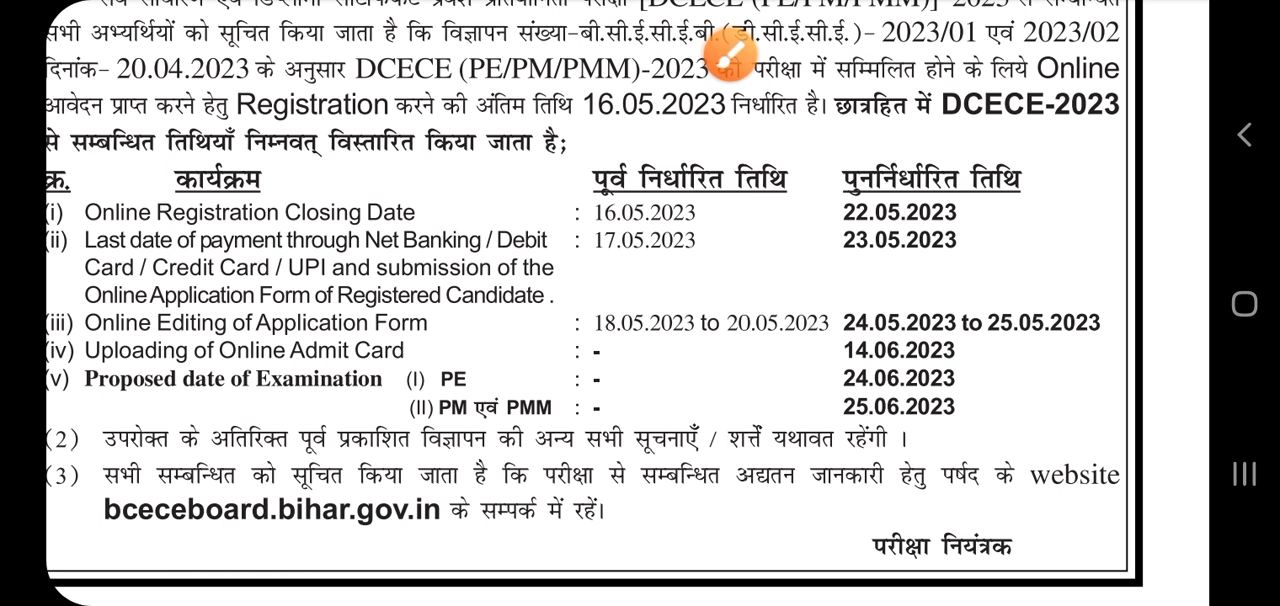 [DCECE (PE/PM/PMM)] 2023
सभी अभ्यर्थियों को सूचित किया जाता है कि विज्ञापन संख्या-बी.सी.ई.सी.ई.बी.(डी.सी.ई.सी.ई.)- 2023/01 एवं 2023/02
दिनांक- 20.04.2023 के अनुसार DCECE (PE/PM/PMM)-2023 की परीक्षा में सम्मिलित होने के लिये Online
आवेदन प्राप्त करने हेतु Registration करने की अंतिम तिथि 16.05.2023 निर्धारित है। छात्रहित में DCECE-2023
से सम्बन्धित तिथियाँ निम्नवत् विस्तारित किया जाता है;
क्र. कार्यक्रम पूर्व निर्धारित तिथि पुनर्निर्धारित तिथि
(i) Online Registration Closing Date : 16.05.2023 22.05.2023
(ii) Last date of payment through Net Banking / Debit : 17.05.2023 23.05.2023
Card / Credit Card / UPI and submission of the
Online Application Form of Registered Candidate .
(iii) Online Editing of Application Form : 18.05.2023 to 20.05.2023 24.05.2023 to 25.05.2023
(iv) Uploading of Online Admit Card : - 14.06.2023
(v) Proposed date of Examination (I) PE : - 24.06.2023
(II) PM एवं PMM : - 25.06.2023
(2) उपरोक्त के अतिरिक्त पूर्व प्रकाशित विज्ञापन की अन्य सभी सूचनाएँ / शर्त्तें यथावत रहेंगी ।
(3) सभी सम्बन्धित को सूचित किया जाता है कि परीक्षा से सम्बन्धित अद्यतन जानकारी हेतु पर्षद के website
bceceboard.bihar.gov.in के सम्पर्क में रहें।
परीक्षा नियंत्रक